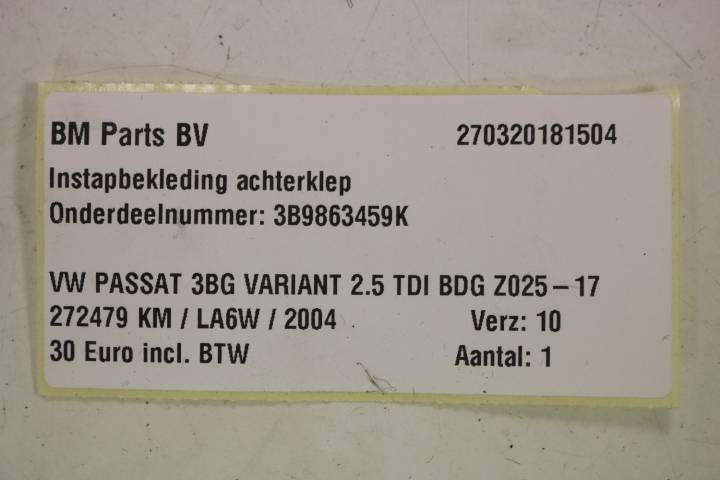 BM Parts BV 270320181504
Instapbekleding achterklep
Onderdeelnummer: 3B9863459K
VW PASSAT 3BG VARIANT 2.5 TDI BDG Z025-17
272479 KM / LA6W / 2004 Verz: 10
30 Euro incl. BTW Aantal: 1